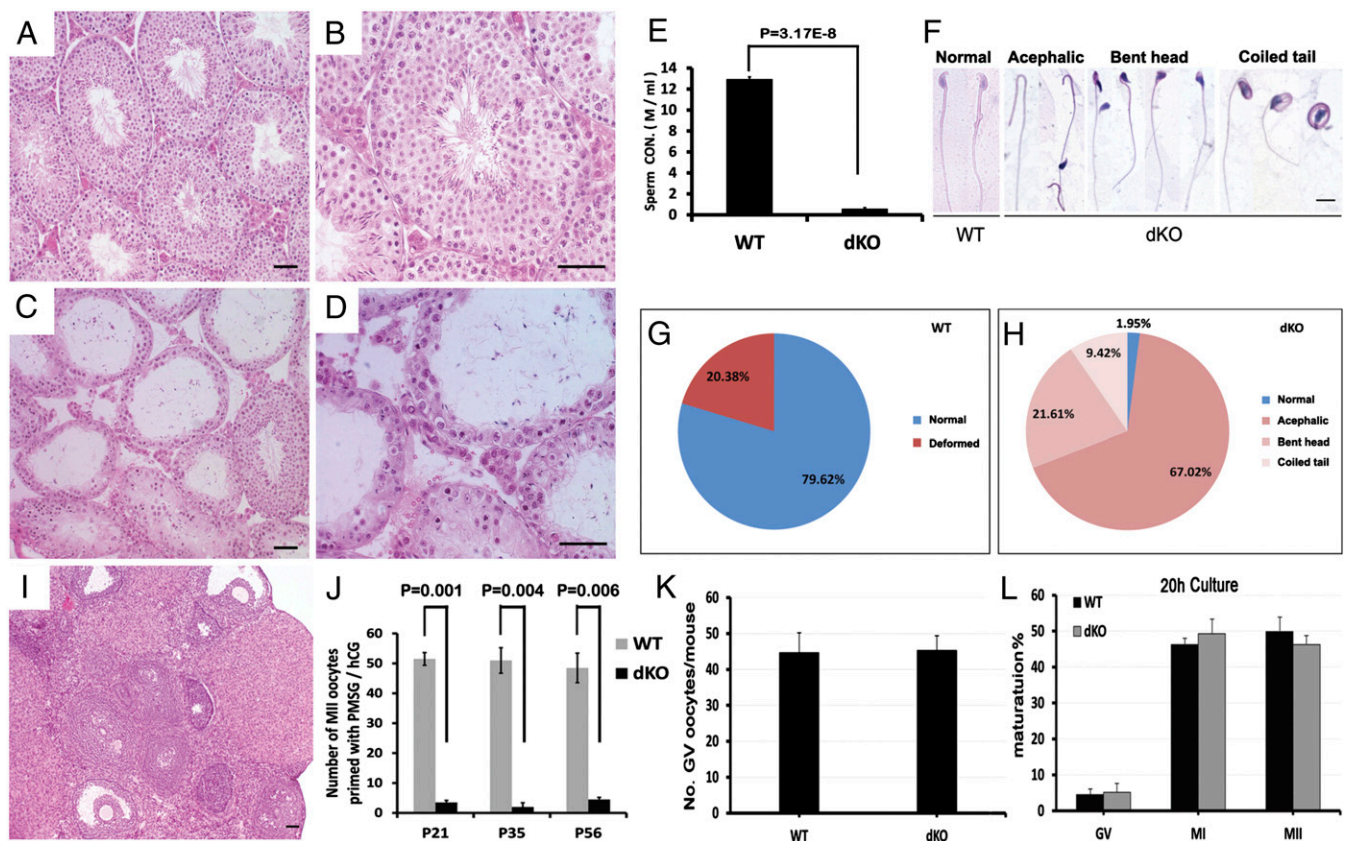 A
B
E
P=3.17E-8
Sperm CON. ( M / ml )
14
12
10
8
6
4
2
0
WT
dKO
F
Normal Acephalic Bent head Coiled tail
WT
dKO
C
D
G
WT
20.38%
79.62%
Normal
Deformed
H
dKO
1.95%
9.42%
21.61%
67.02%
Normal
Acephalic
Bent head
Coiled tail
I
J
P=0.001 P=0.004 P=0.006
Number of MII oocytes
primed with PMSG / hCG
60
50
40
30
20
10
0
P21 P35 P56
WT
dKO
K
No. GV oocytes/mouse
60
50
40
30
20
10
0
WT dKO
L
20h Culture
WT
dKO
maturatuion%
60
50
40
30
20
10
0
GV MI MII